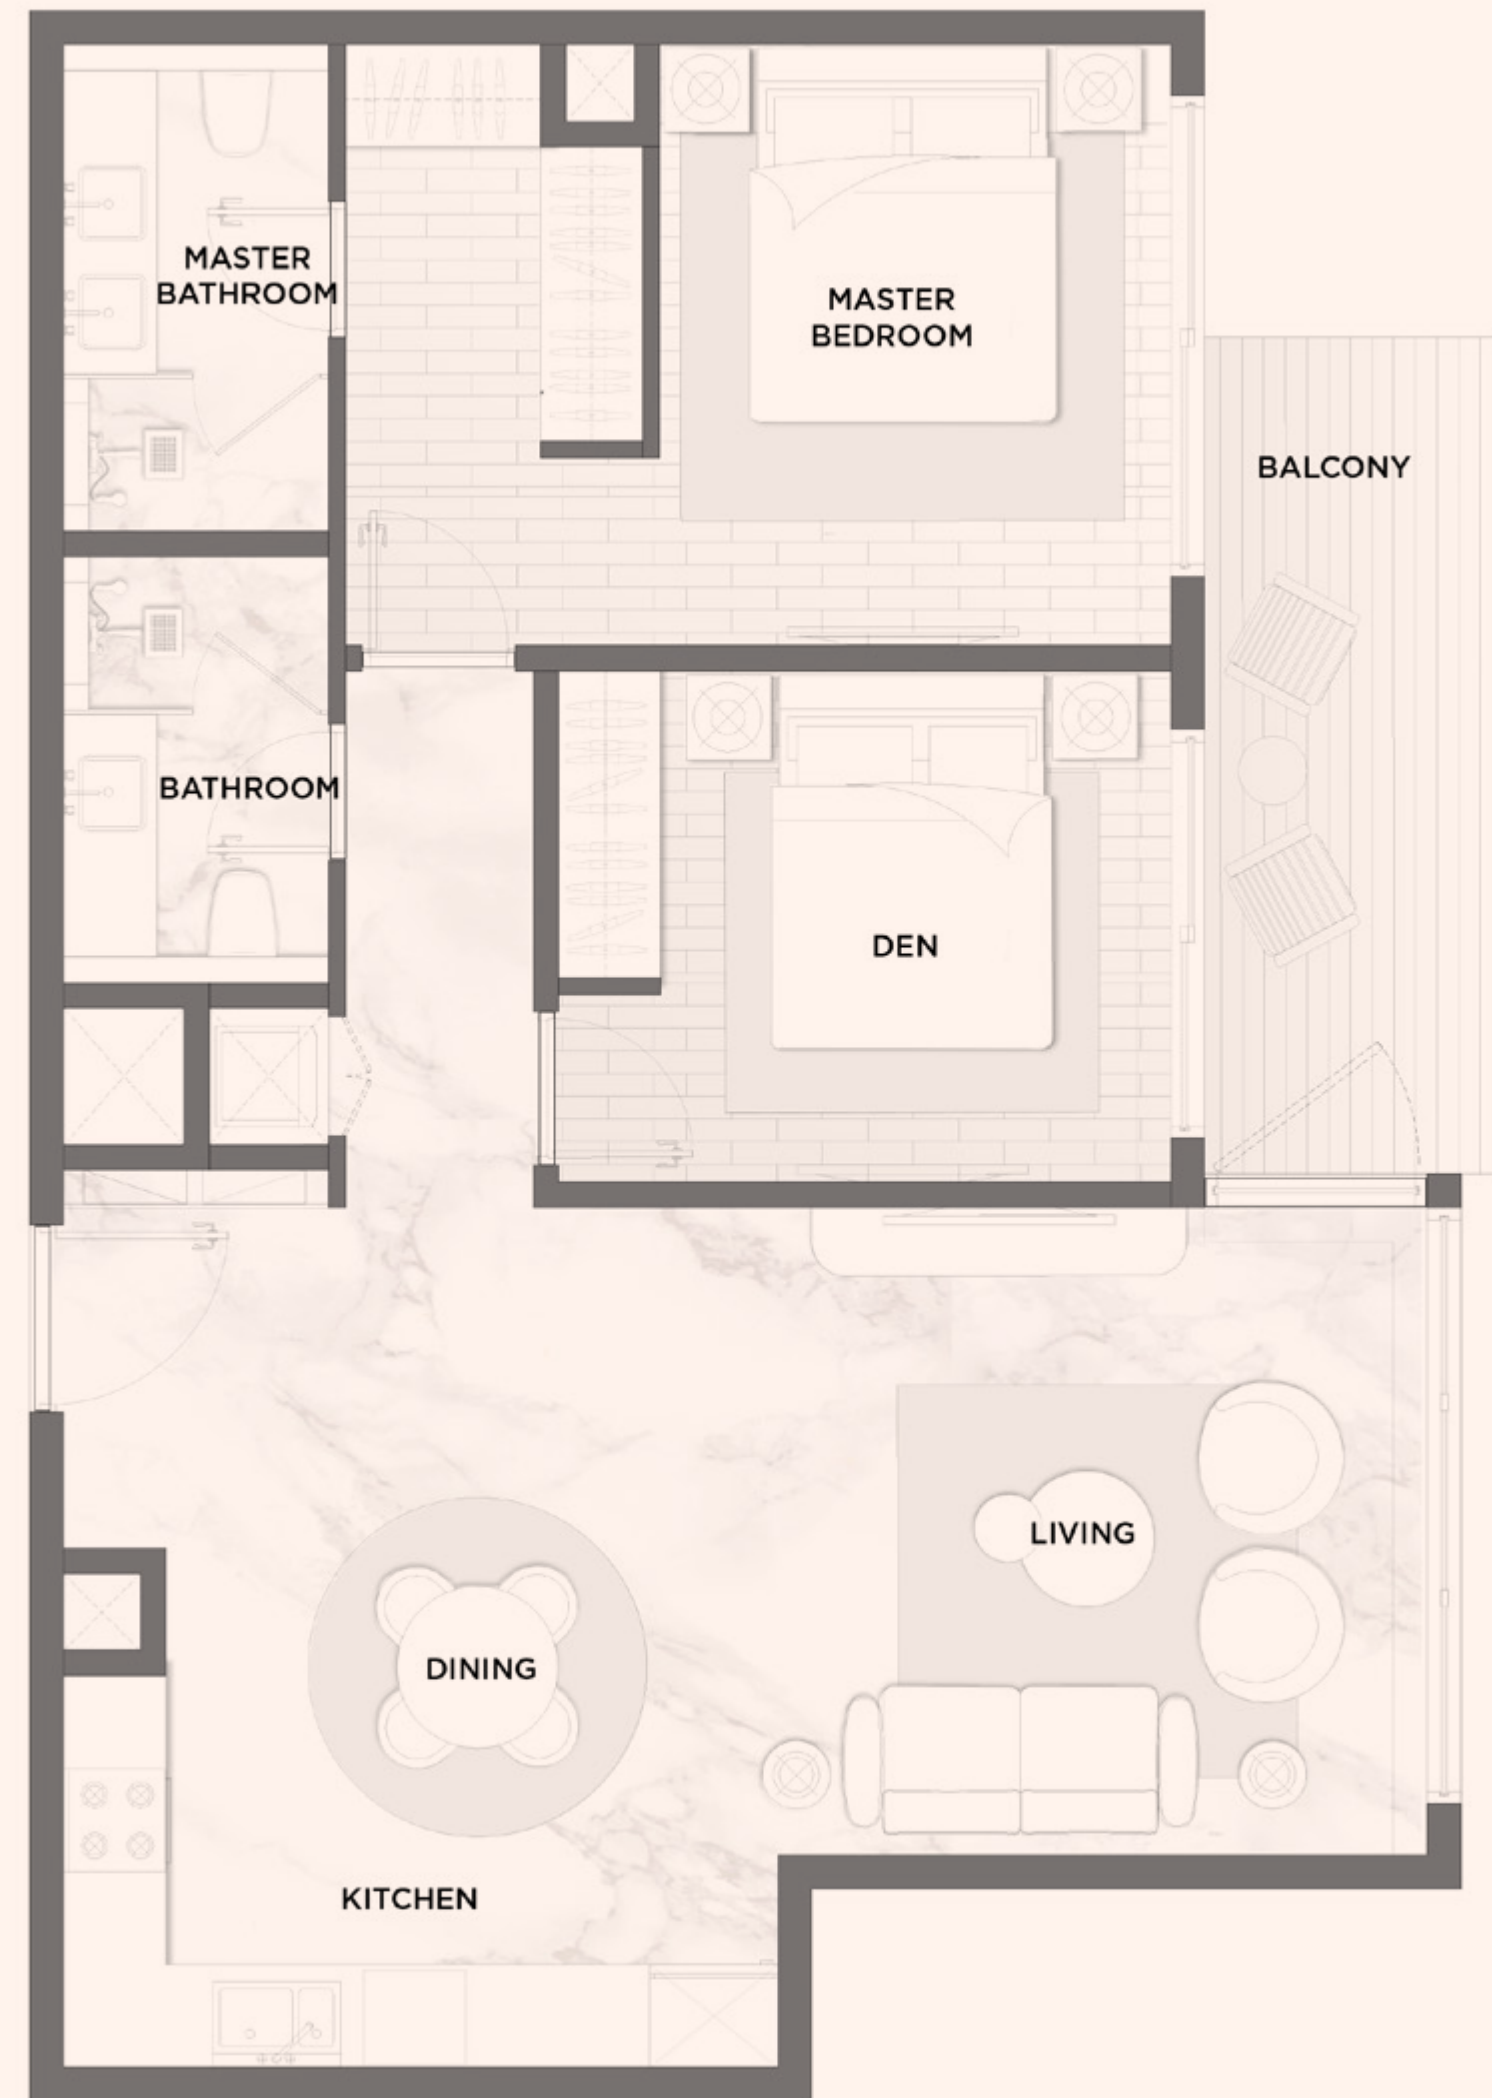 MASTER
BATHROOM
MASTER
BEDROOM
BALCONY
BATHROOM
DEN
LIVING
DINING
KITCHEN